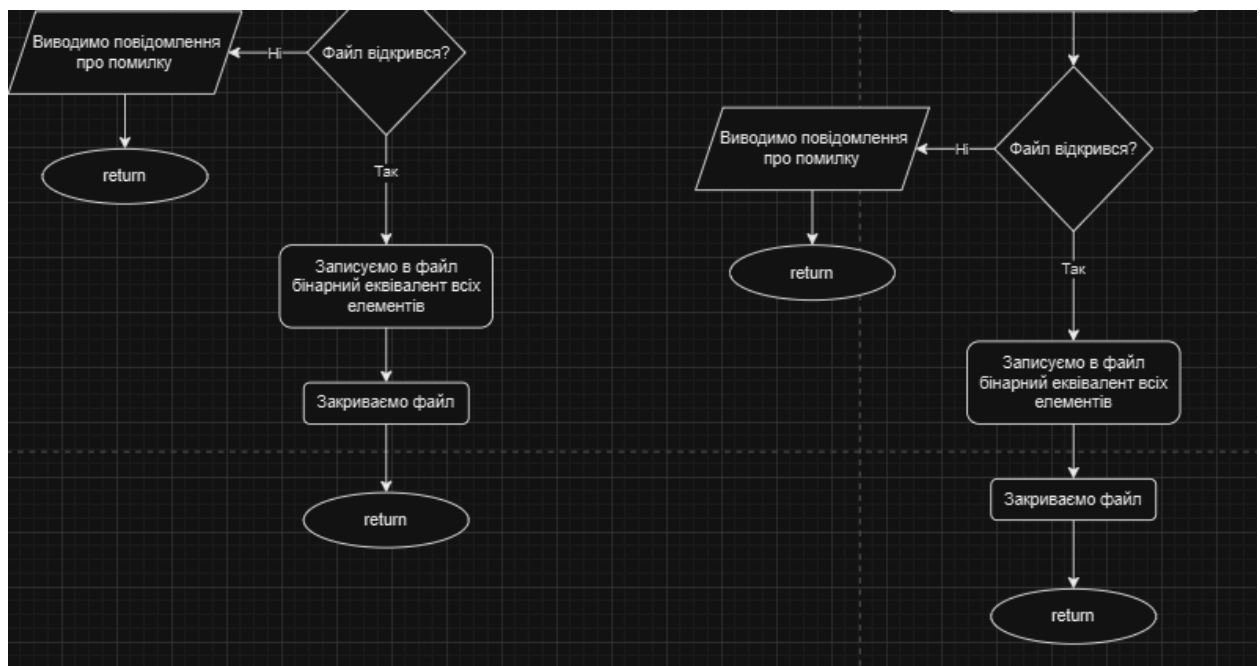 Виводимо повідомлення
про помилку
Ні
Файл відкрився?
return
Так
Записуємо в файл
бінарний еквівалент всіх
елементів
Закриваємо файл
return
Виводимо повідомлення
про помилку
Ні
Файл відкрився?
return
Так
Записуємо в файл
бінарний еквівалент всіх
елементів
Закриваємо файл
return